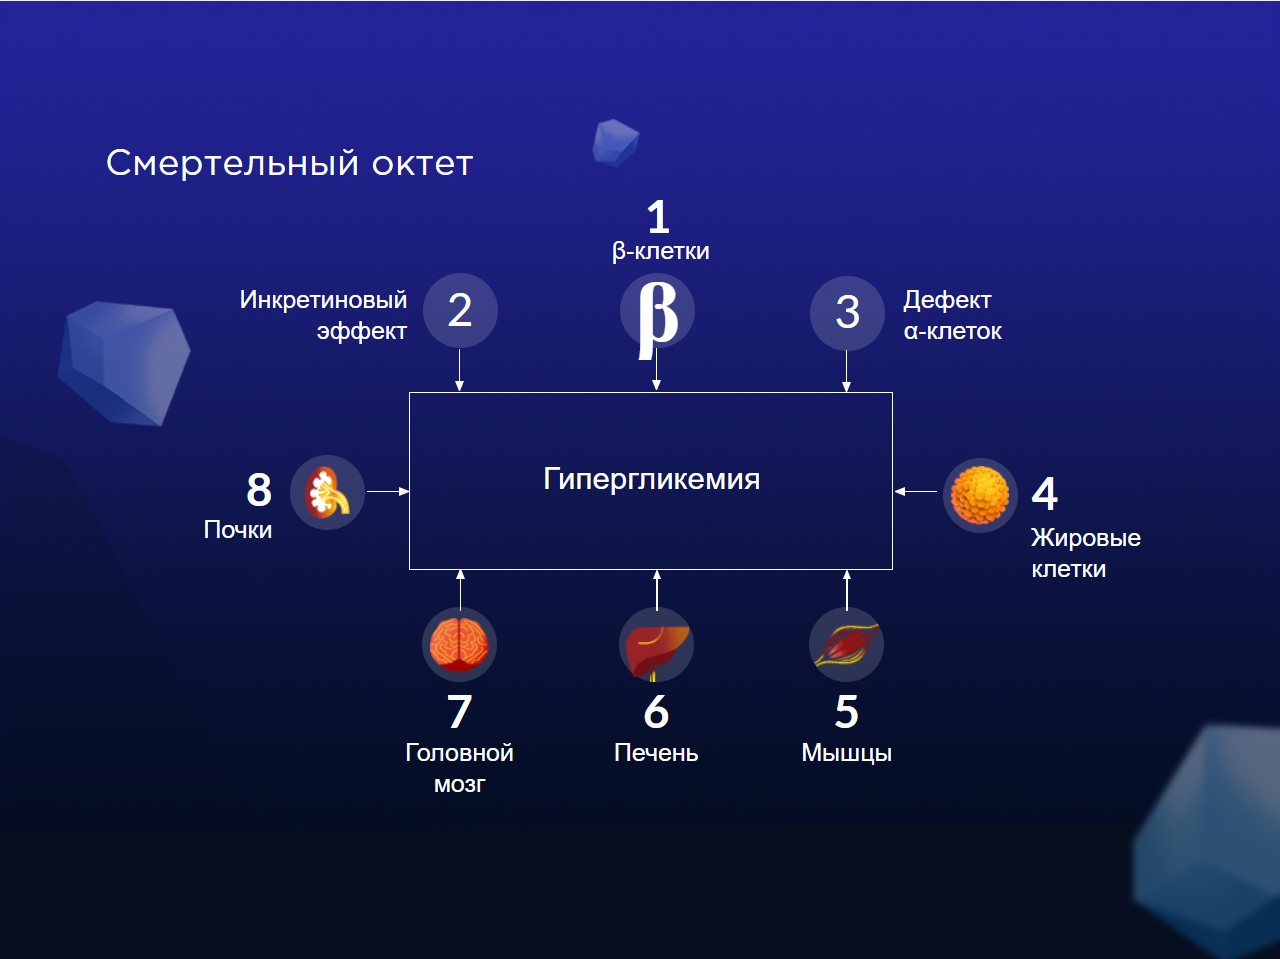 Смертельный октет
1
β-клетки
β
2
Инкретиновый
эффект
3
Дефект
α-клеток
Гипергликемия
8
Почки
4
Жировые
клетки
7
Головной
мозг
6
Печень
5
Мышцы